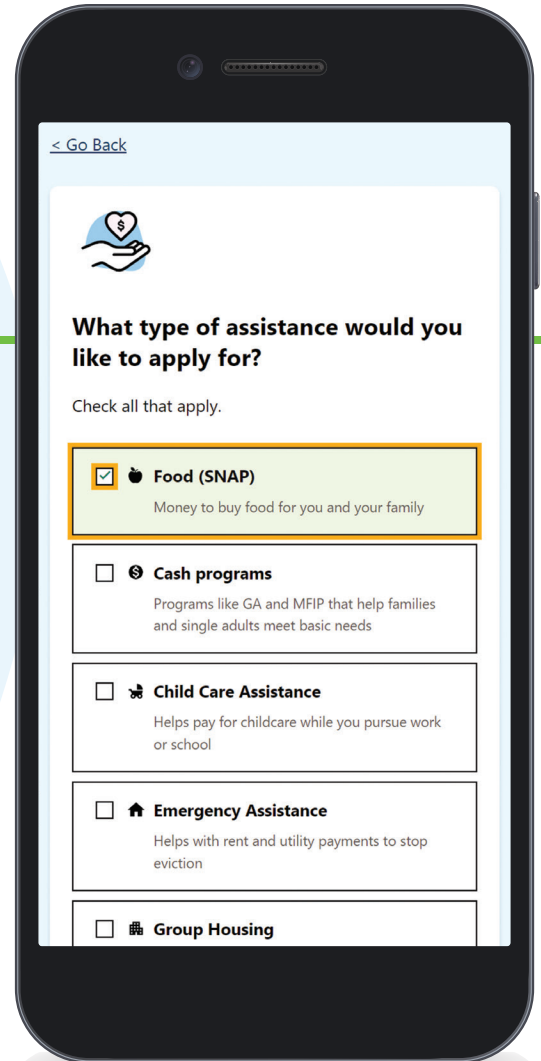 < Go Back
$
What type of assistance would you
like to apply for?
Check all that apply.
Food (SNAP)
Money to buy food for you and your family
Cash programs
Programs like GA and MFIP that help families
and single adults meet basic needs
Child Care Assistance
Helps pay for childcare while you pursue work
or school
Emergency Assistance
Helps with rent and utility payments to stop
eviction
Group Housing